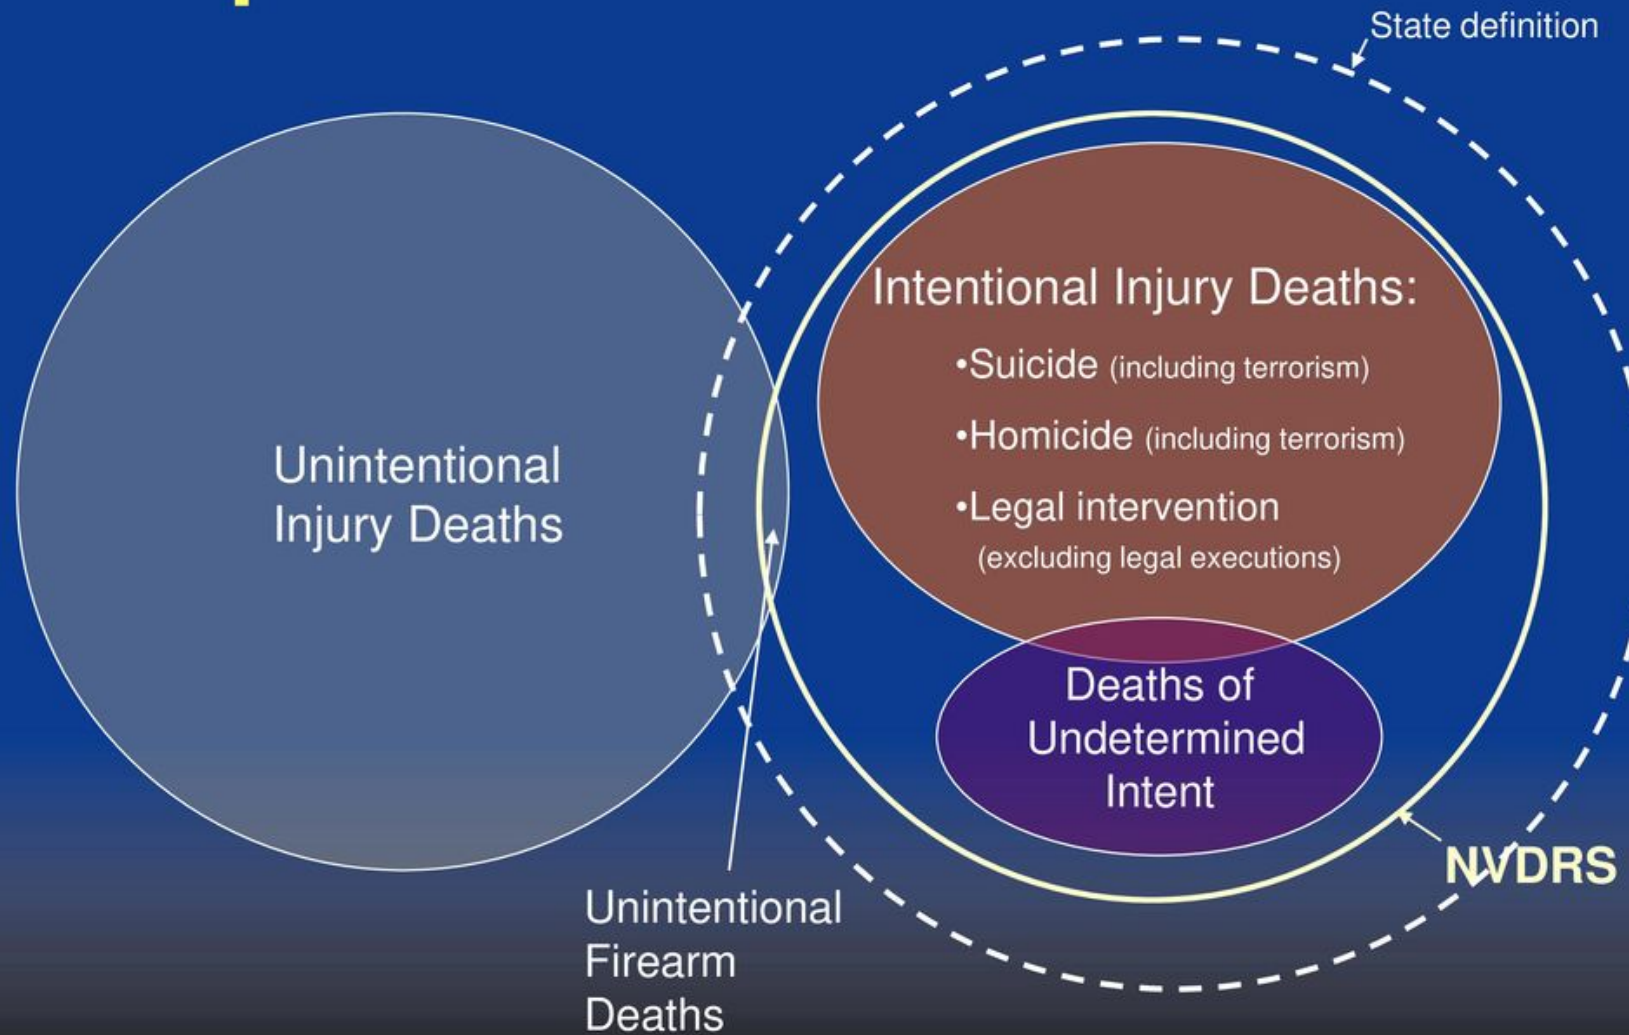 State definition
Intentional Injury Deaths:
•Suicide (including terrorism)
•Homicide (including terrorism)
•Legal intervention
(excluding legal executions)
Unintentional
Injury Deaths
Deaths of
Undetermined
Intent
NVDRS
Unintentional
Firearm
Deaths